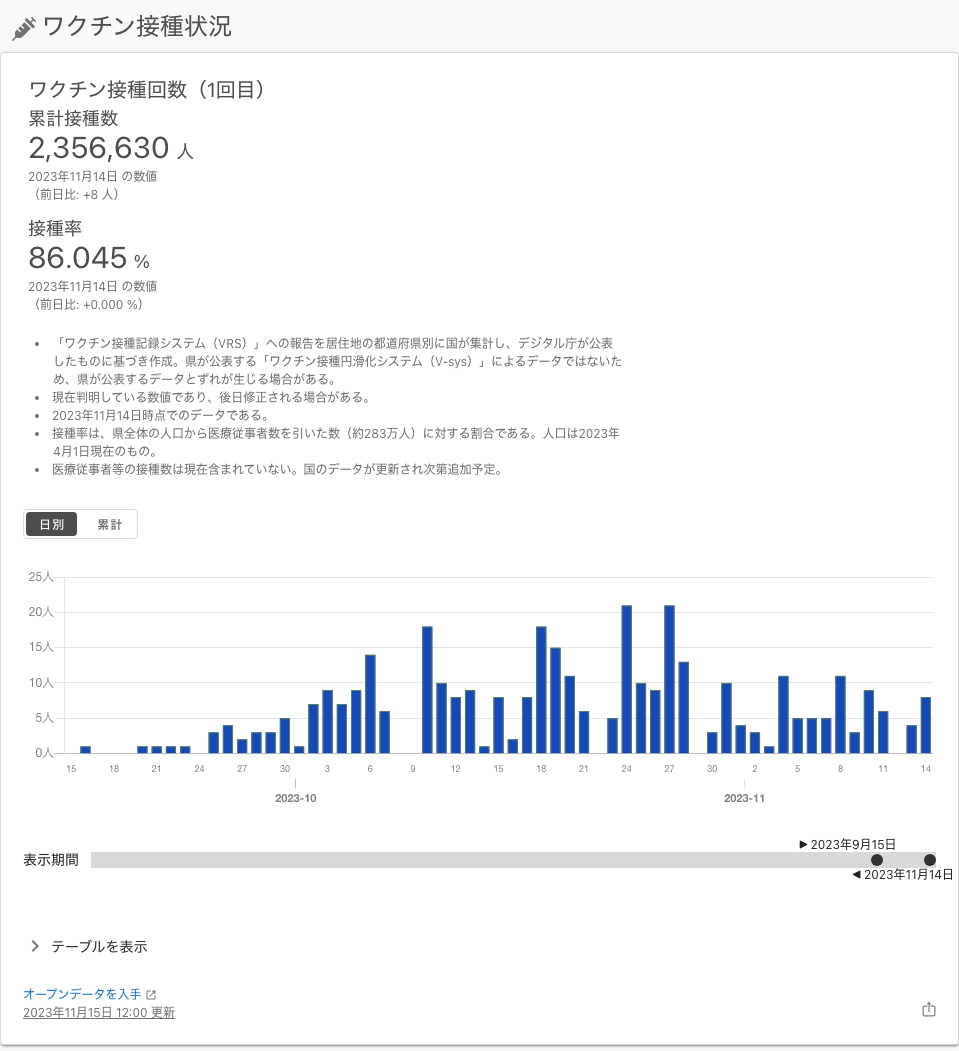 ワクチン接種状況
ワクチン接種回数（1回目）
累計接種数
2,356,630 人
2023年11月14日 の数値
（前日比: +8 人）
接種率
86.045 %
2023年11月14日 の数値
（前日比: +0.000 %）
• 「ワクチン接種記録システム（VRS）」への報告を居住地の都道府県別に国が集計し、デジタル庁が公表
したものに基づき作成。県が公表する「ワクチン接種円滑化システム（V-sys）」によるデータではないた
め、県が公表するデータとずれが生じる場合がある。
• 現在判明している数値であり、後日修正される場合がある。
• 2023年11月14日時点でのデータである。
• 接種率は、県全体の人口から医療従事者数を引いた数（約283万人）に対する割合である。人口は2023年
4月1日現在のもの。
• 医療従事者等の接種数は現在含まれていない。国のデータが更新され次第追加予定。
日別 累計
25人
20人
15人
10人
5人
0人
15 18 21 24 27 30 3 6 9 12 15 18 21 24 27 30 2 5 8 11 14
2023-10 2023-11
▶ 2023年9月15日
表示期間
◀ 2023年11月14日
テーブルを表示
オープンデータを入手
2023年11月15日 12:00 更新